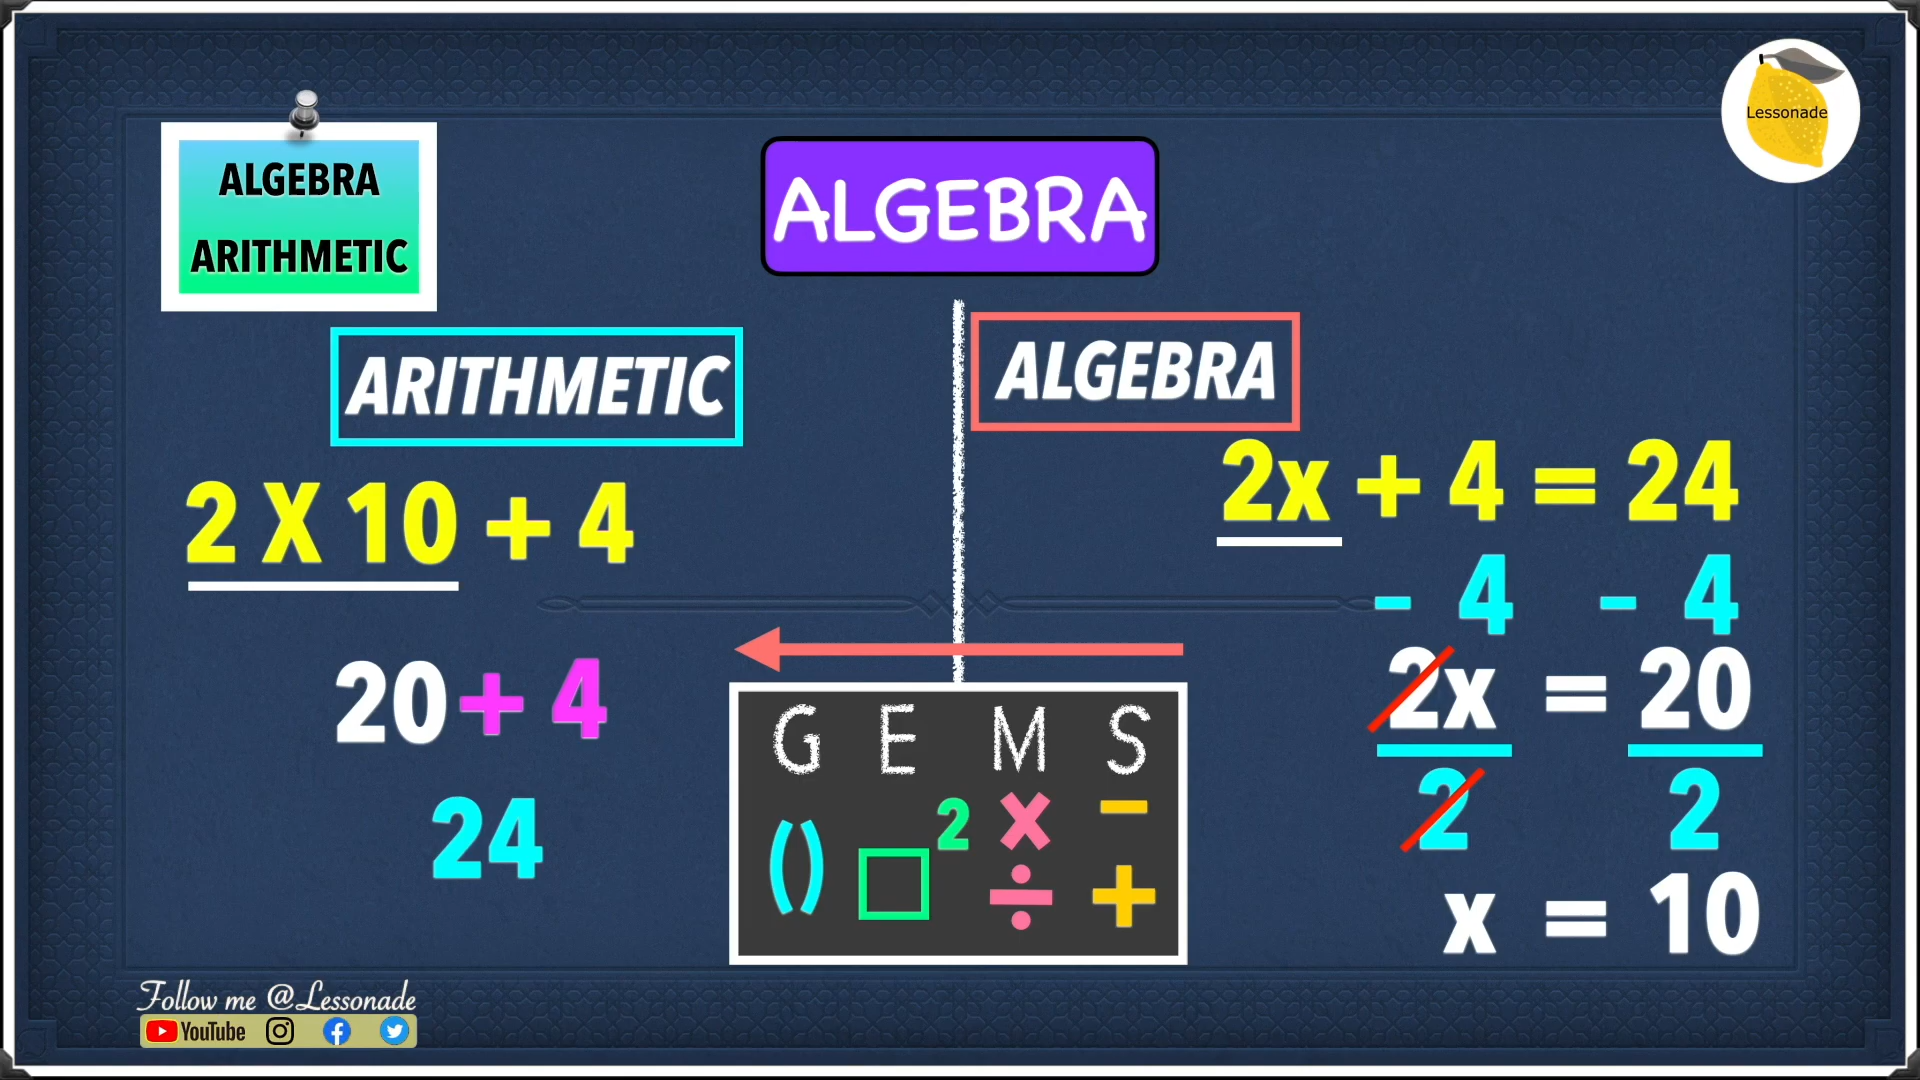 Lessonade
ALGEBRA
ARITHMETIC
ALGEBRA
ARITHMETIC
2 X 10 + 4
20 + 4
24
ALGEBRA
2x + 4 = 24
- 4 - 4
2x = 20
2 2
x = 10
G E M S
() □ 2 × ÷ - +
Follow me @Lessonade
YouTube